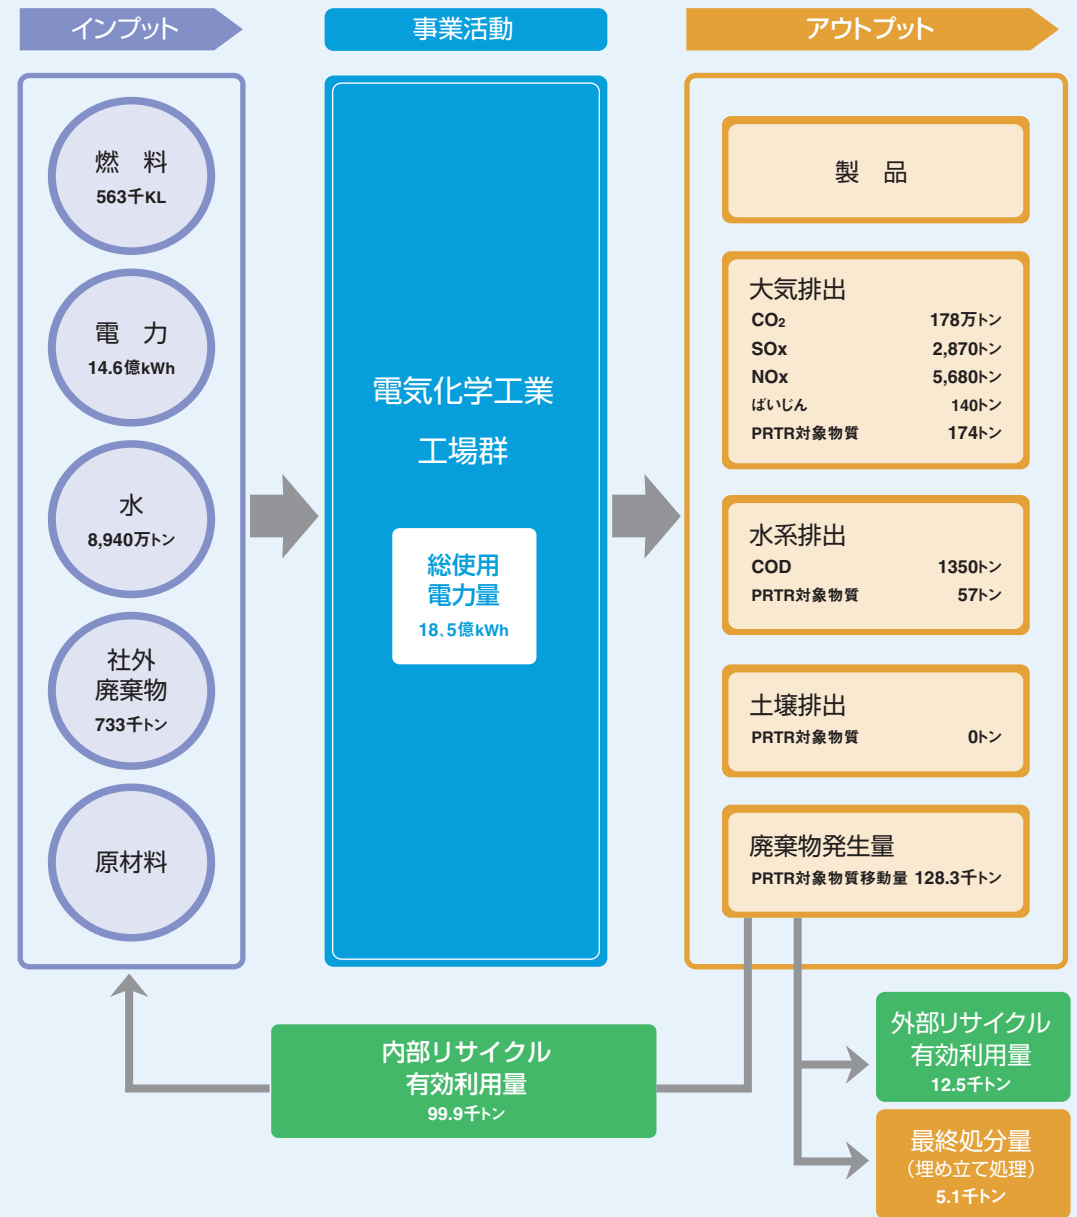 インプット
事業活動
アウトプット
燃　料
563千KL
電　力
14.6億kWh
水
8,940万トン
社外
廃棄物
733千トン
原材料
電気化学工業
工場群
総使用
電力量
18、5億kWh
製　品
大気排出
CO₂ 178万トン
SOx 2,870トン
NOx 5,680トン
ばいじん 140トン
PRTR対象物質 174トン
水系排出
COD 1350トン
PRTR対象物質 57トン
土壌排出
PRTR対象物質 0トン
廃棄物発生量
PRTR対象物質移動量 128.3千トン
内部リサイクル
有効利用量
99.9千トン
外部リサイクル
有効利用量
12.5千トン
最終処分量
（埋め立て処理）
5.1千トン